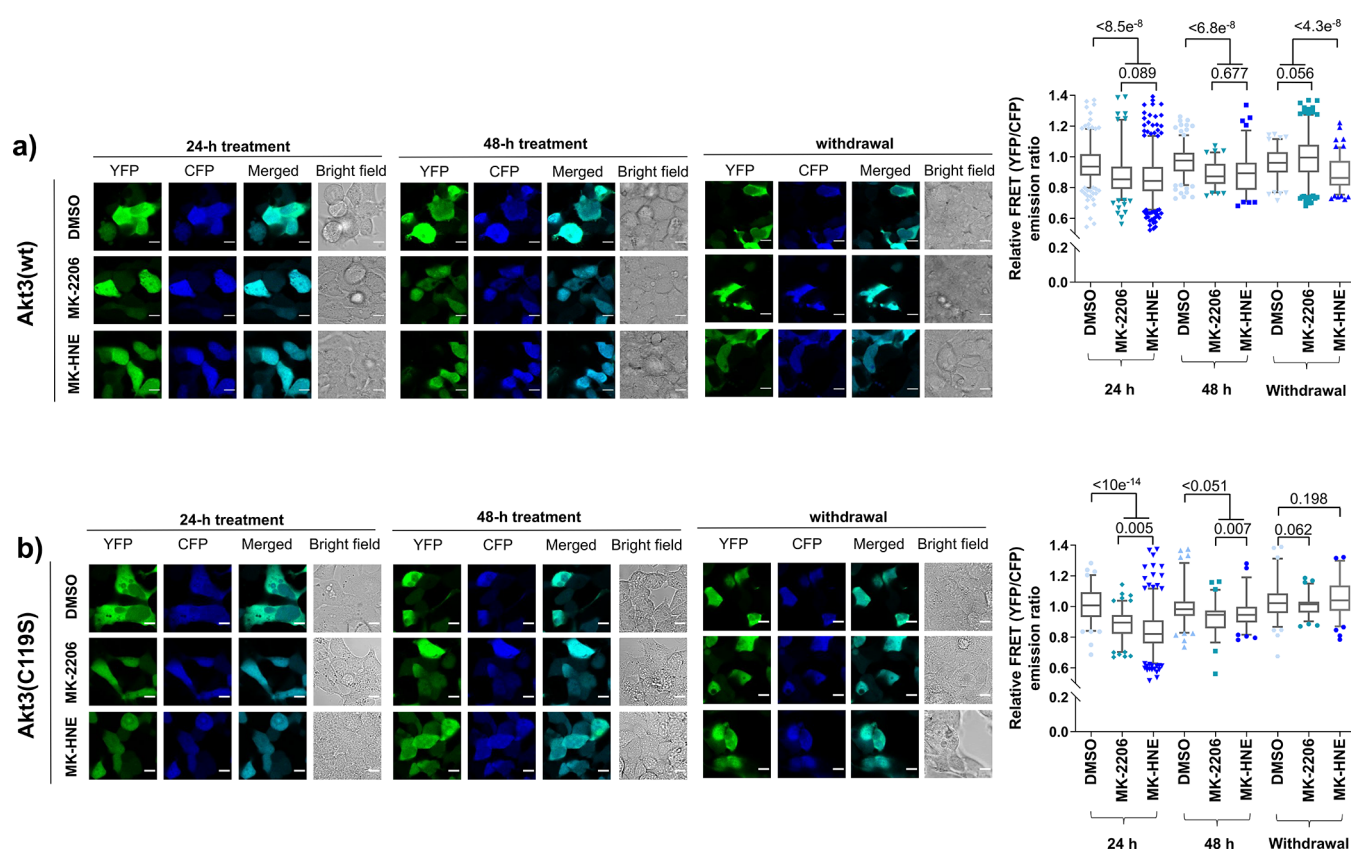 a)
Akt3(wt)
24-h treatment
48-h treatment
withdrawal
YFP CFP Merged Bright field
YFP CFP Merged Bright field
YFP CFP Merged Bright field
DMSO
MK-2206
MK-HNE
<8.5e-8
<6.8e-8
<4.3e-8
0.089
0.677
0.056
Relative FRET (YFP/CFP)
emission ratio
1.4
1.2
1.0
0.8
0.6
0.2
0.0
DMSO
MK-2206
MK-HNE
DMSO
MK-2206
MK-HNE
DMSO
MK-2206
MK-HNE
24 h
48 h
Withdrawal
b)
Akt3(C119S)
24-h treatment
48-h treatment
withdrawal
YFP CFP Merged Bright field
YFP CFP Merged Bright field
YFP CFP Merged Bright field
DMSO
MK-2206
MK-HNE
<10e-14
<0.051
0.198
0.005
0.007
0.062
Relative FRET (YFP/CFP)
emission ratio
1.4
1.2
1.0
0.8
0.6
0.2
0.0
DMSO
MK-2206
MK-HNE
DMSO
MK-2206
MK-HNE
DMSO
MK-2206
MK-HNE
24 h
48 h
Withdrawal